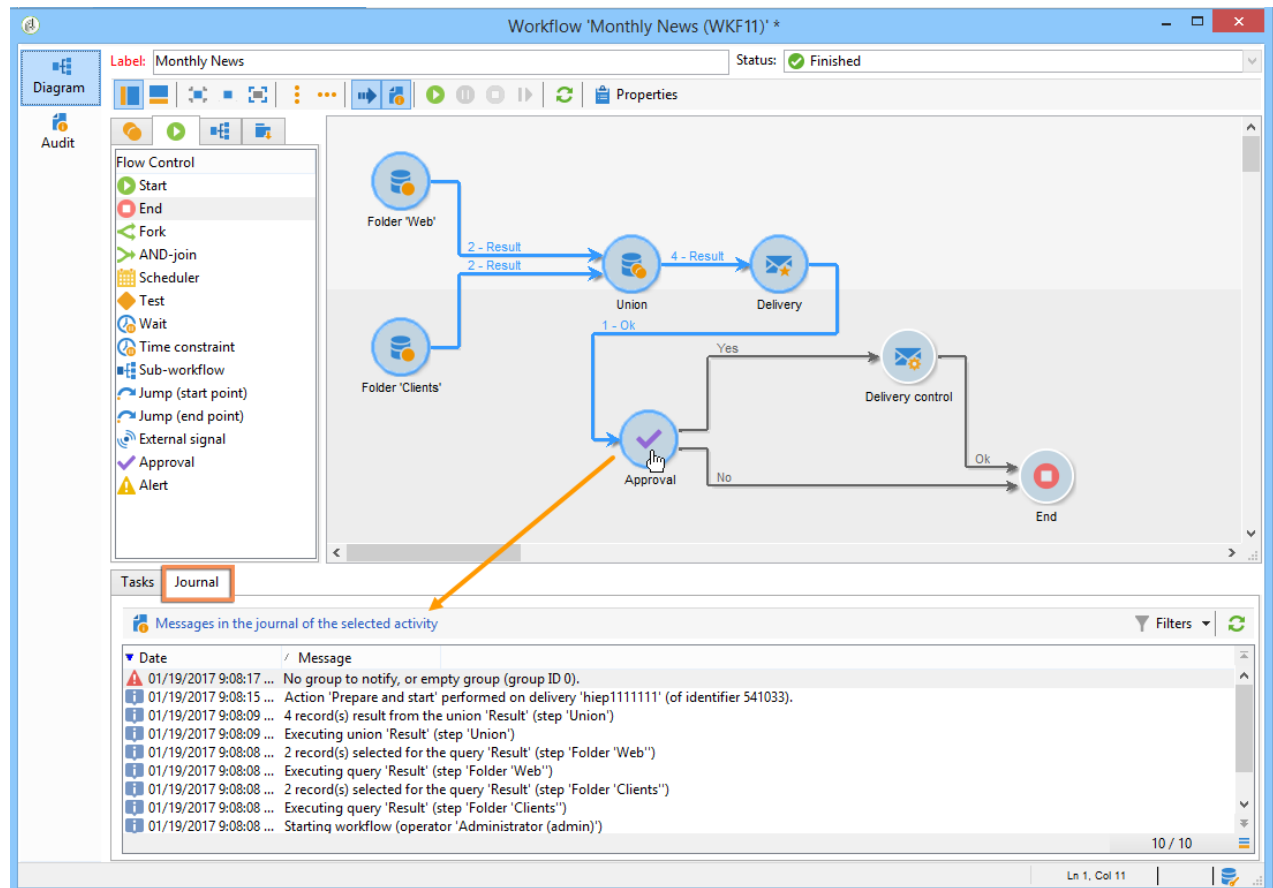 Workflow 'Monthly News (WKF11)' *
Diagram
Audit
Label: Monthly News
Status: Finished
Properties
Flow Control
Start
End
Fork
AND-join
Scheduler
Test
Wait
Time constraint
Sub-workflow
Jump (start point)
Jump (end point)
External signal
Approval
Alert
Folder 'Web'
2 - Result
2 - Result
Union
4 - Result
Delivery
1 - Ok
Folder 'Clients'
Yes
Delivery control
Approval
No
Ok
End
Tasks Journal
Messages in the journal of the selected activity
Filters
Date Message
01/19/2017 9:08:17 ... No group to notify, or empty group (group ID 0).
01/19/2017 9:08:15 ... Action 'Prepare and start' performed on delivery 'hiep1111111' (of identifier 541033).
01/19/2017 9:08:09 ... 4 record(s) result from the union 'Result' (step 'Union')
01/19/2017 9:08:09 ... Executing union 'Result' (step 'Union')
01/19/2017 9:08:08 ... 2 record(s) selected for the query 'Result' (step 'Folder 'Web'')
01/19/2017 9:08:08 ... Executing query 'Result' (step 'Folder 'Web'')
01/19/2017 9:08:08 ... 2 record(s) selected for the query 'Result' (step 'Folder 'Clients'')
01/19/2017 9:08:08 ... Executing query 'Result' (step 'Folder 'Clients'')
01/19/2017 9:08:08 ... Starting workflow (operator 'Administrator (admin)')
10 / 10
Ln 1, Col 11